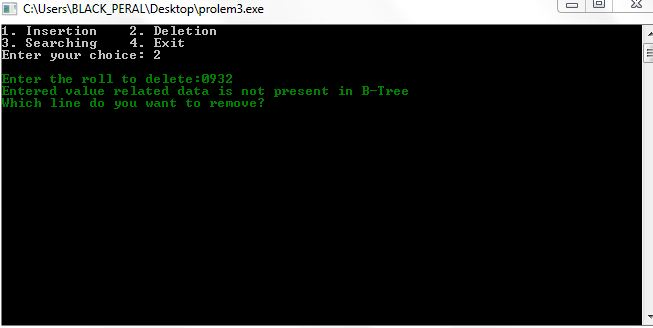 C:\Users\BLACK_PERAL\Desktop\prolem3.exe
1. Insertion    2. Deletion
3. Searching    4. Exit
Enter your choice: 2
Enter the roll to delete:0932
Entered value related data is not present in B-Tree
Which line do you want to remove?